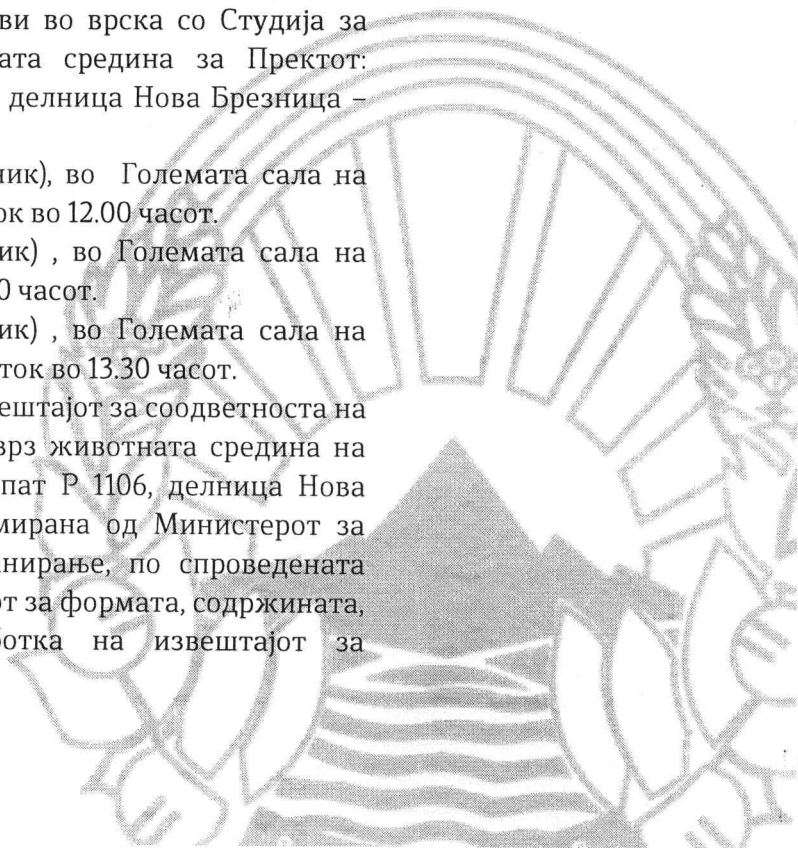 ви во врска со Студија за
ата средина за Пректот:
делница Нова Брезница –
ник), во Големата сала на
ок во 12.00 часот.
ик) , во Големата сала на
0 часот.
ик) , во Големата сала на
ток во 13.30 часот.
ештајот за соодветноста на
врз животната средина на
пат Р 1106, делница Нова
мирана од Министерот за
нирање, по спроведената
от за формата, содржината,
ботка на извештајот за